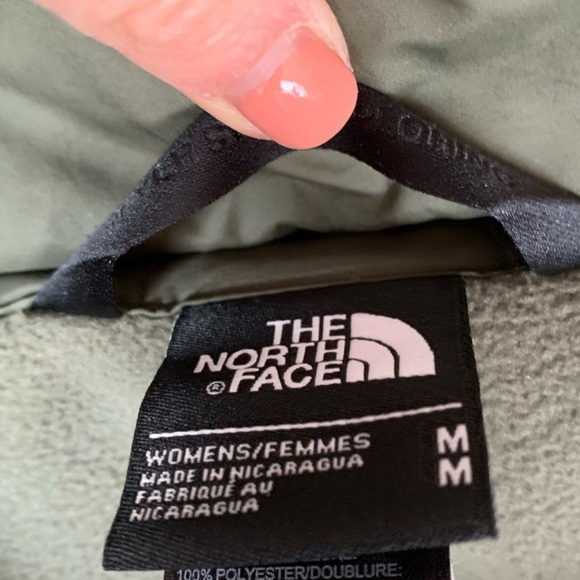 THE
NORTH
FACE
®
WOMENS/FEMMES
MADE IN NICARAGUA
FABRIQUÉ AU
NICARAGUA
M
M
100% POLYESTER/DOUBLURE: